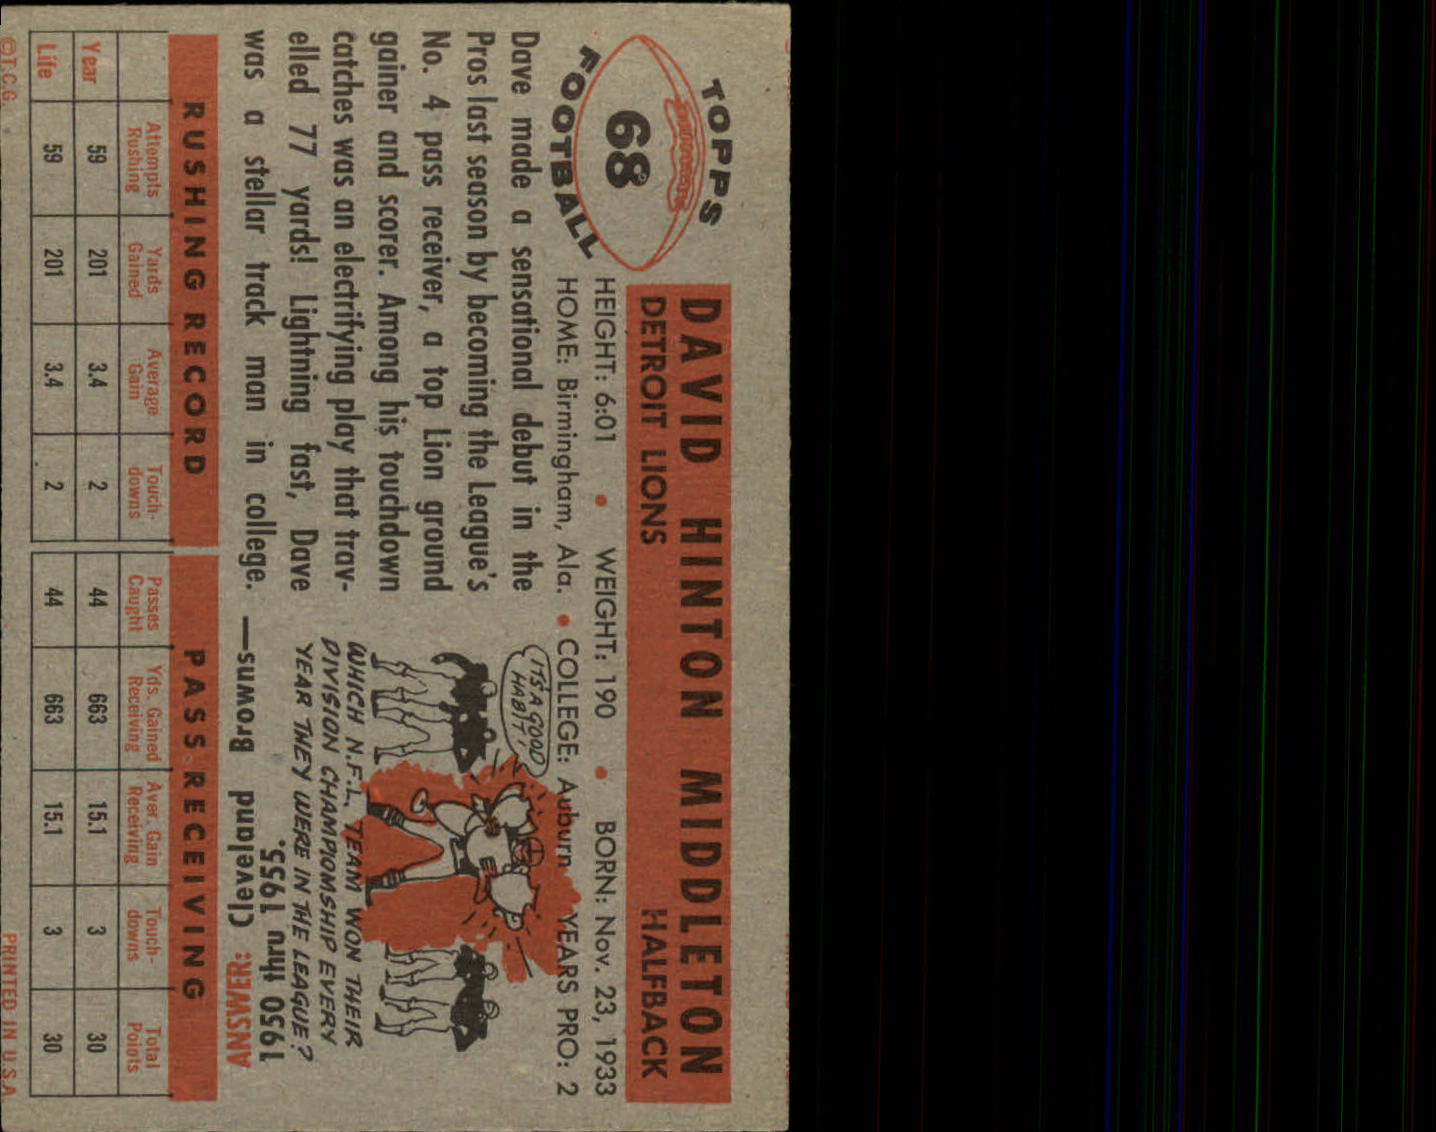 TOPPS
68
FOOTBALL
DAVID HINTON MIDDLETON
DETROIT LIONS HALFBACK
HEIGHT: 6:01 • WEIGHT: 190 • BORN: Nov. 23, 1933
HOME: Birmingham, Ala. • COLLEGE: Auburn YEARS PRO: 2
Dave made a sensational debut in the
Pros last season by becoming the League's
No. 4 pass receiver, a top Lion ground
gainer and scorer. Among his touchdown
catches was an electrifying play that trav-
elled 77 yards! Lightning fast, Dave
was a stellar track man in college.
IT'S A GOOD
HABIT!
WHICH N.F.L. TEAM WON THEIR
DIVISION CHAMPIOMSHIP EVERY
YEAR THEY WERE IN THE LEAGUE?
ANSWER: Cleveland Browns—
1950 thru 1955.
RUSHING RECORD PASS RECEIVING
Attempts Rushing Yards Gained Average Gain Touch-downs Passes Caught Yds. Gained Receiving Aver. Gain Receiving Touch-downs Total Points
Year 59 201 3.4 2 44 663 15.1 3 30
Life 59 201 3.4 2 44 663 15.1 3 30
©T.C.G. PRINTED IN U.S.A.